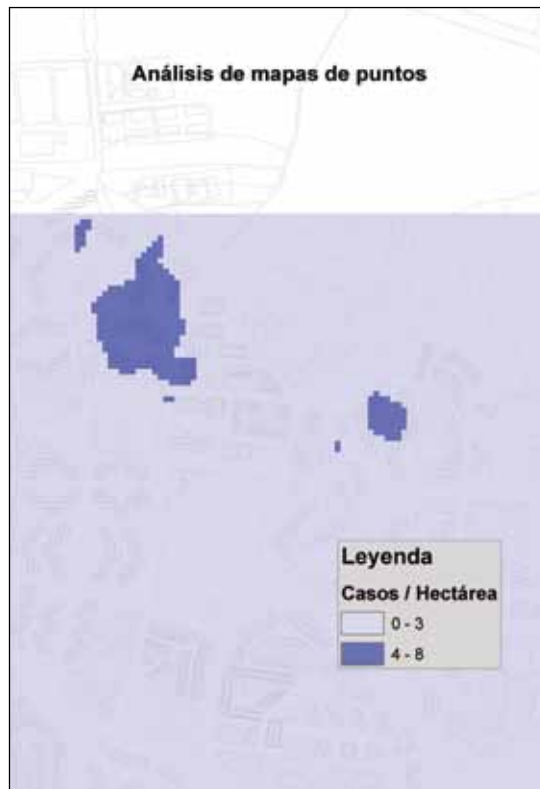 Análisis de mapas de puntos
Leyenda
Casos / Hectárea
0 - 3
4 - 8